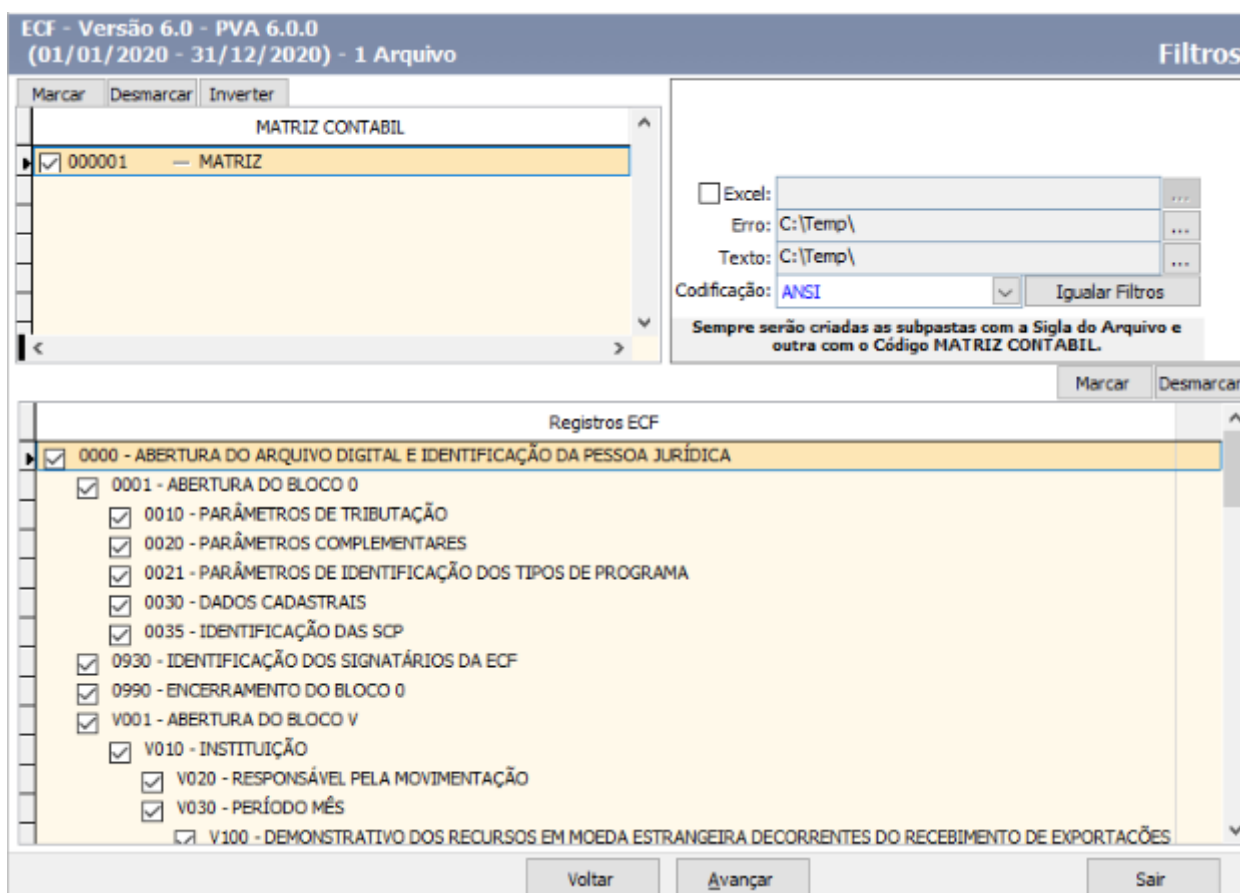 ECF - Versão 6.0 - PVA 6.0.0
(01/01/2020 - 31/12/2020) - 1 Arquivo
Filtros
Marcar Desmarcar Inverter
MATRIZ CONTABIL
000001 — MATRIZ
Excel: ...
Erro: C:\Temp\ ...
Texto: C:\Temp\ ...
Codificação: ANSI Igualar Filtros
Sempre serão criadas as subpastas com a Sigla do Arquivo e
outra com o Código MATRIZ CONTABIL.
Marcar Desmarcar
Registros ECF
0000 - ABERTURA DO ARQUIVO DIGITAL E IDENTIFICAÇÃO DA PESSOA JURÍDICA
0001 - ABERTURA DO BLOCO 0
0010 - PARÂMETROS DE TRIBUTAÇÃO
0020 - PARÂMETROS COMPLEMENTARES
0021 - PARÂMETROS DE IDENTIFICAÇÃO DOS TIPOS DE PROGRAMA
0030 - DADOS CADASTRAIS
0035 - IDENTIFICAÇÃO DAS SCP
0930 - IDENTIFICAÇÃO DOS SIGNATÁRIOS DA ECF
0990 - ENCERRAMENTO DO BLOCO 0
V001 - ABERTURA DO BLOCO V
V010 - INSTITUIÇÃO
V020 - RESPONSÁVEL PELA MOVIMENTAÇÃO
V030 - PERÍODO MÊS
V100 - DEMONSTRATIVO DOS RECURSOS EM MOEDA ESTRANGEIRA DECORRENTES DO RECEBIMENTO DE EXPORTAÇÕES
Voltar Avançar Sair